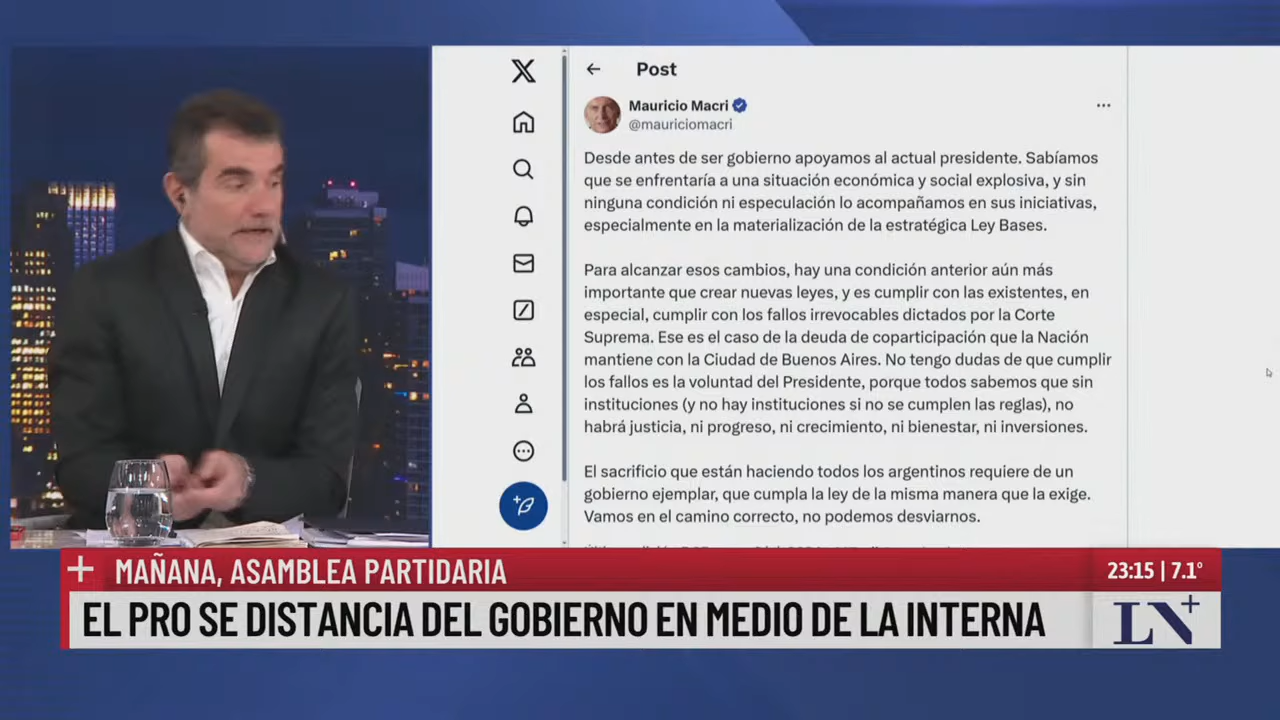 Post
Mauricio Macri
@mauriciomacri
Desde antes de ser gobierno apoyamos al actual presidente. Sabíamos
que se enfrentaría a una situación económica y social explosiva, y sin
ninguna condición ni especulación lo acompañamos en sus iniciativas,
especialmente en la materialización de la estratégica Ley Bases.
Para alcanzar esos cambios, hay una condición anterior aún más
importante que crear nuevas leyes, y es cumplir con las existentes, en
especial, cumplir con los fallos irrevocables dictados por la Corte
Suprema. Ese es el caso de la deuda de coparticipación que la Nación
mantiene con la Ciudad de Buenos Aires. No tengo dudas de que cumplir
los fallos es la voluntad del Presidente, porque todos sabemos que sin
instituciones (y no hay instituciones si no se cumplen las reglas), no
habrá justicia, ni progreso, ni crecimiento, ni bienestar, ni inversiones.
El sacrificio que están haciendo todos los argentinos requiere de un
gobierno ejemplar, que cumpla la ley de la misma manera que la exige.
Vamos en el camino correcto, no podemos desviarnos.
+ MAÑANA, ASAMBLEA PARTIDARIA
23:15 | 7.1°
EL PRO SE DISTANCIA DEL GOBIERNO EN MEDIO DE LA INTERNA
LN+